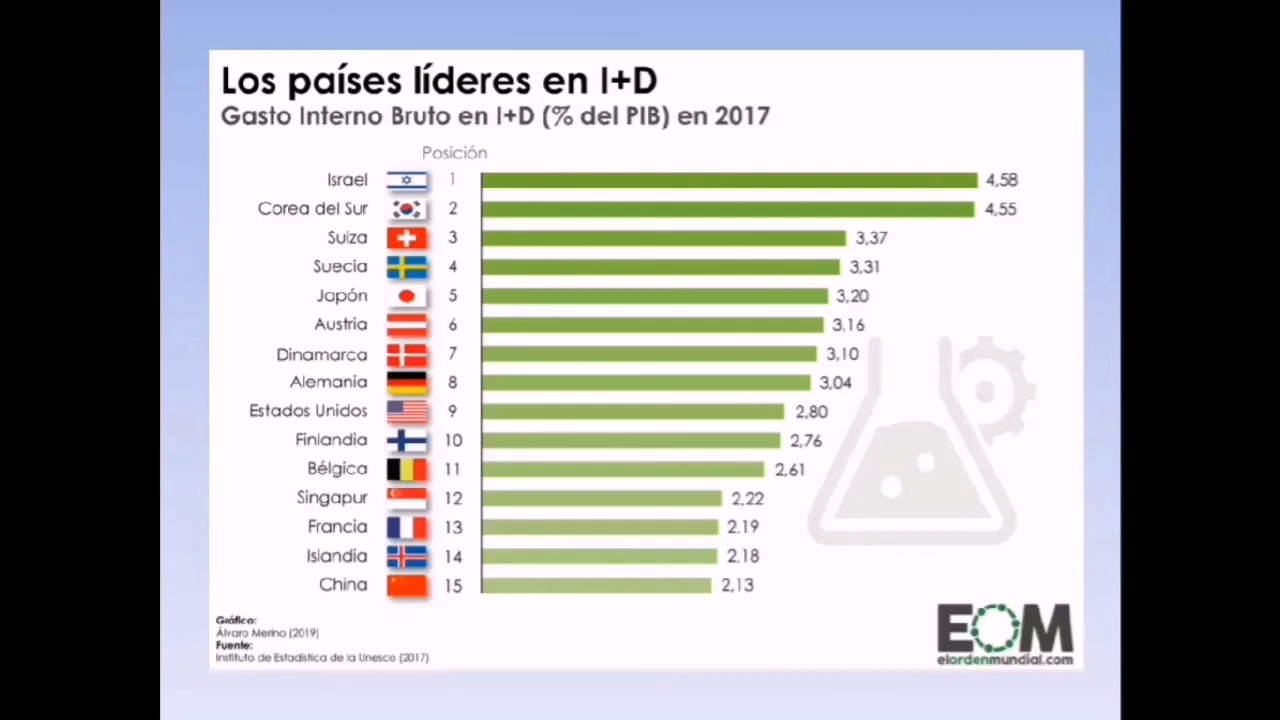 Los países líderes en I+D
Gasto Interno Bruto en I+D (% del PIB) en 2017
Posición
Israel 1 4,58
Corea del Sur 2 4,55
Suiza 3 3,37
Suecia 4 3,31
Japón 5 3,20
Austria 6 3,16
Dinamarca 7 3,10
Alemania 8 3,04
Estados Unidos 9 2,80
Finlandia 10 2,76
Bélgica 11 2,61
Singapur 12 2,22
Francia 13 2.19
Islandia 14 2.18
China 15 2,13
Gráfico:
Álvaro Merino (2019)
Fuente:
Instituto de Estadística de la Unesco (2017)
EOM
elordenmundial.com